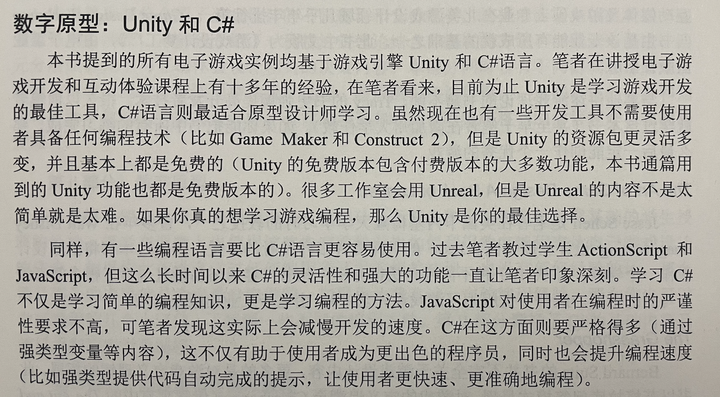 数字原型：Unity 和 C#
本书提到的所有电子游戏实例均基于游戏引擎 Unity 和 C#语言。笔者在讲授电子游
戏开发和互动体验课程上有十多年的经验，在笔者看来，目前为止 Unity 是学习游戏开发
的最佳工具，C#语言则最适合原型设计师学习。虽然现在也有一些开发工具不需要使用
者具备任何编程技术（比如 Game Maker 和 Construct 2），但是 Unity 的资源包更灵活多
变，并且基本上都是免费的（Unity 的免费版本包含付费版本的大多数功能，本书通篇用
到的 Unity 功能也都是免费版本的）。很多工作室会用 Unreal，但是 Unreal 的内容不是太
简单就是太难。如果你真的想学习游戏编程，那么 Unity 是你的最佳选择。
同样，有一些编程语言要比 C#语言更容易使用。过去笔者教过学生 ActionScript 和
JavaScript，但这么长时间以来 C#的灵活性和强大的功能一直让笔者印象深刻。学习 C#
不仅是学习简单的编程知识，更是学习编程的方法。JavaScript 对使用者在编程时的严谨
性要求不高，可笔者发现这实际上会减慢开发的速度。C#在这方面则要严格得多（通过
强类型变量等内容），这不仅有助于使用者成为更出色的程序员，同时也会提升编程速度
（比如强类型提供代码自动完成的提示，让使用者更快速、更准确地编程）。